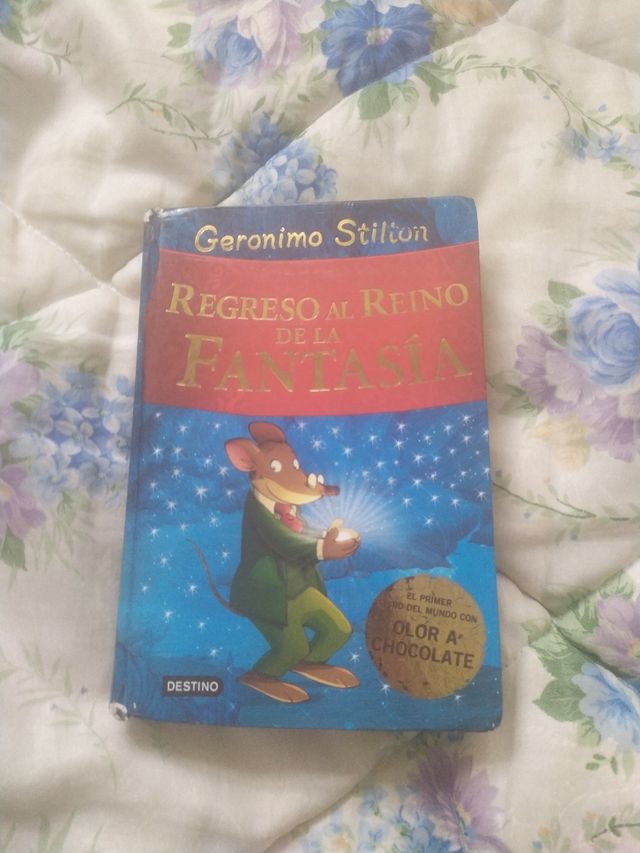 Geronimo Stilton
REGRESO AL REINO
DE LA
FANTASÍA
EL PRIMER
DEL MUNDO CON
OLOR A
CHOCOLATE
DESTINO